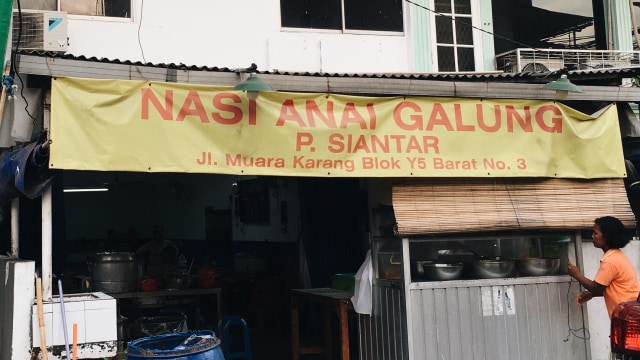 NASI ANAI GALUNG
P. SIANTAR
Jl. Muara Karang Blok Y5 Barat No. 3